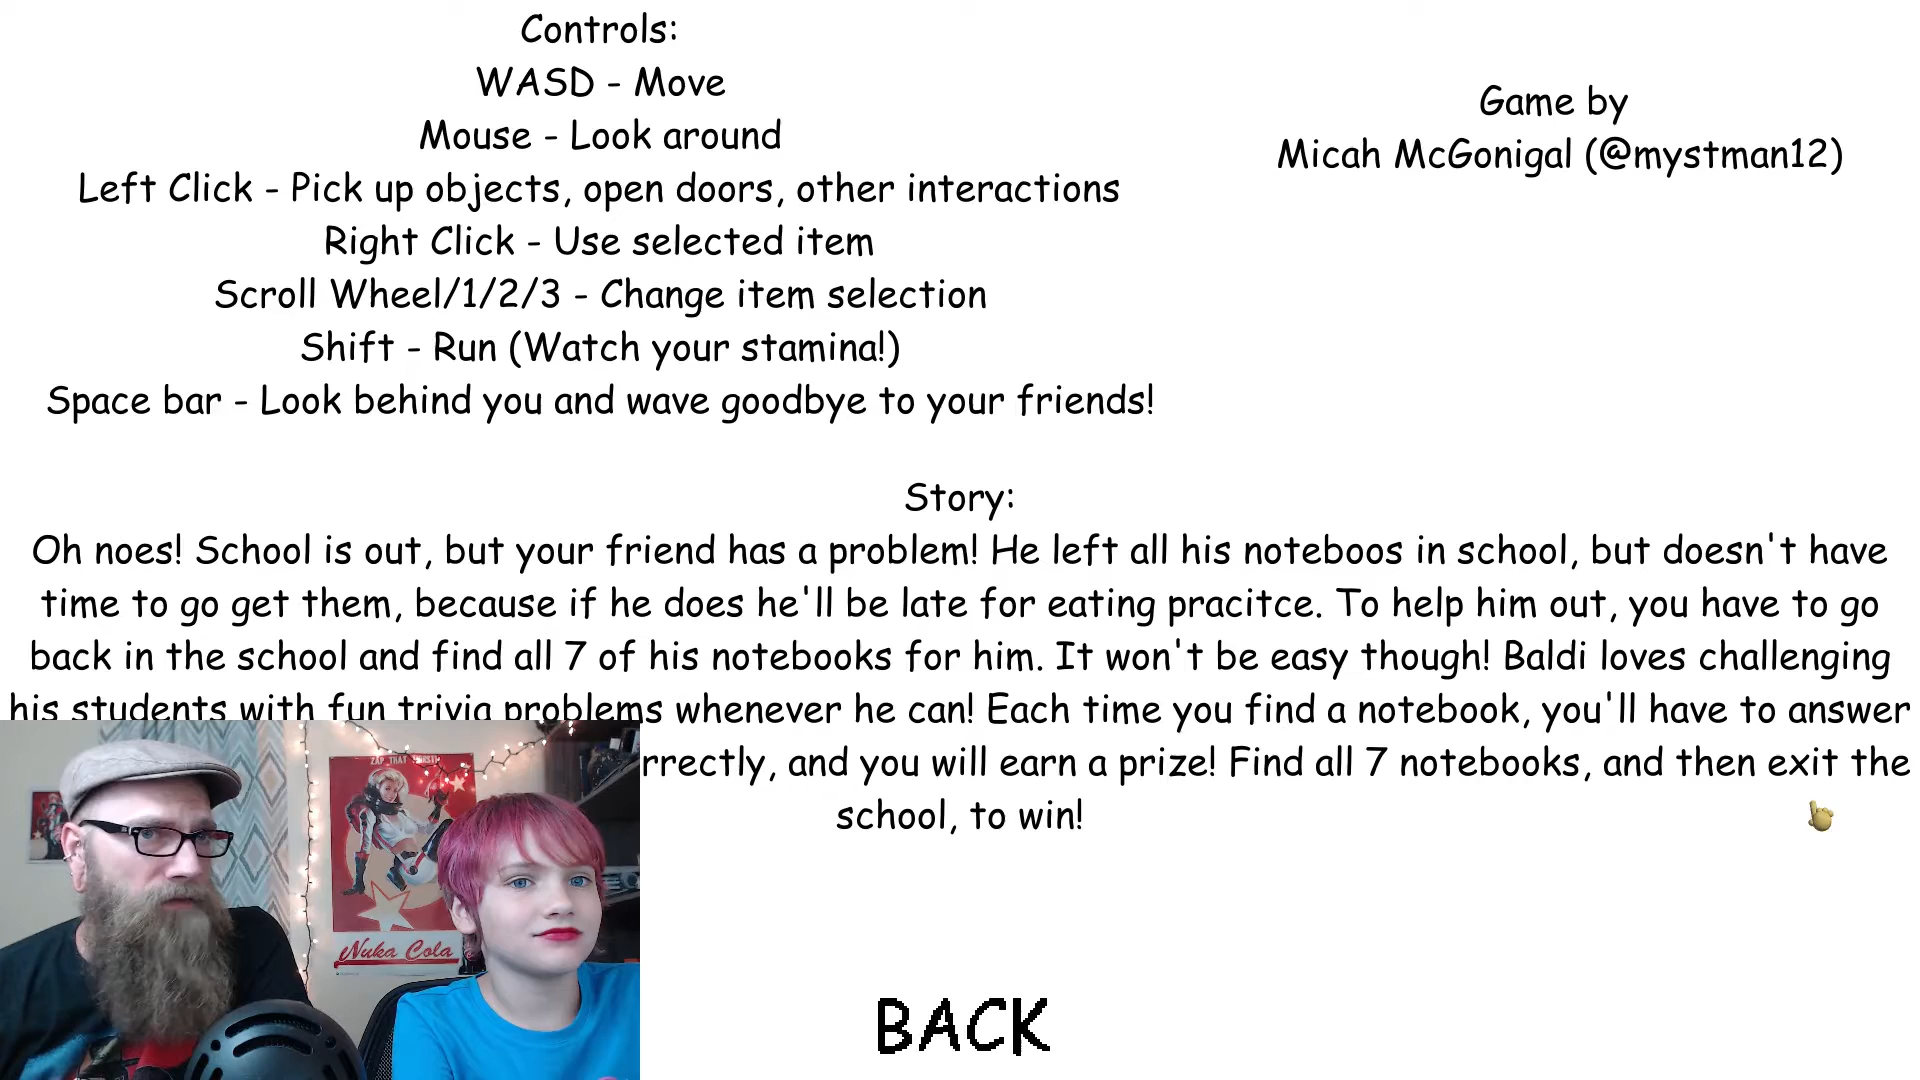 Controls:
WASD - Move
Mouse - Look around
Left Click - Pick up objects, open doors, other interactions
Right Click - Use selected item
Scroll Wheel/1/2/3 - Change item selection
Shift - Run (Watch your stamina!)
Space bar - Look behind you and wave goodbye to your friends!
Game by
Micah McGonigal (@mystman12)
Story:
Oh noes! School is out, but your friend has a problem! He left all his noteboos in school, but doesn't have
time to go get them, because if he does he'll be late for eating pracitce. To help him out, you have to go
back in the school and find all 7 of his notebooks for him. It won't be easy though! Baldi loves challenging
his students with fun trivia problems whenever he can! Each time you find a notebook, you'll have to answer
rrectly, and you will earn a prize! Find all 7 notebooks, and then exit the
school, to win!
ZAP THAT THIRST!
Nuka Cola
BACK